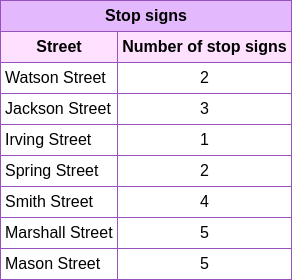 Stop signs
Street Number of stop signs
Watson Street 2
Jackson Street 3
Irving Street 1
Spring Street 2
Smith Street 4
Marshall Street 5
Mason Street 5